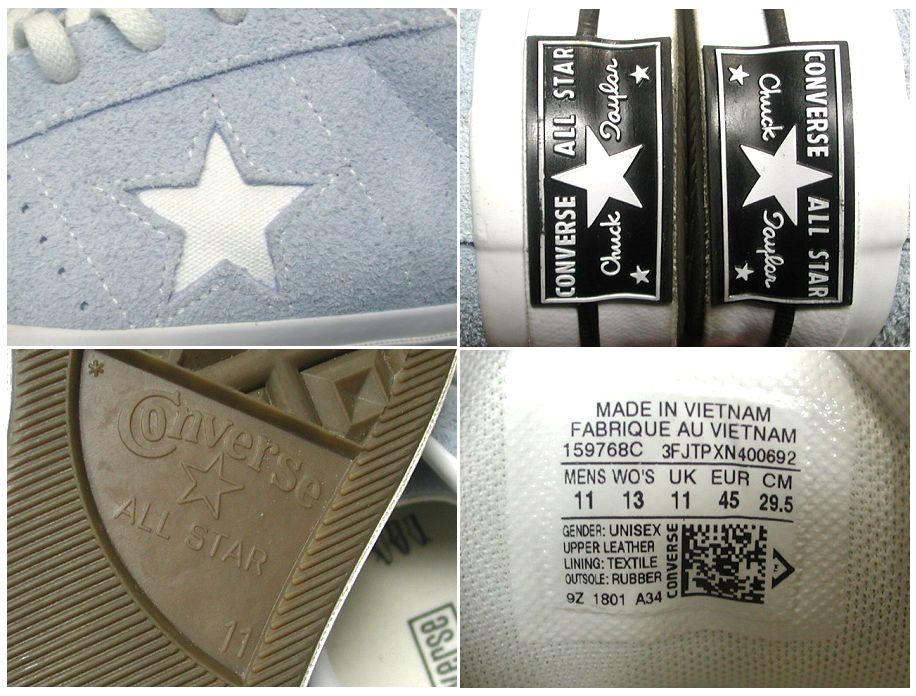 CONVERSE ALL STAR
Chuck Taylor
CONVERSE ALL STAR
Chuck Taylor
*
Converse
ALL STAR
11
MADE IN VIETNAM
FABRIQUE AU VIETNAM
159768C 3FJTPXN400692
MENS WO'S UK EUR CM
11 13 11 45 29.5
GENDER: UNISEX
UPPER LEATHER
LINING: TEXTILE
OUTSOLE: RUBBER
9Z 1801 A34
CONVERSE
TM